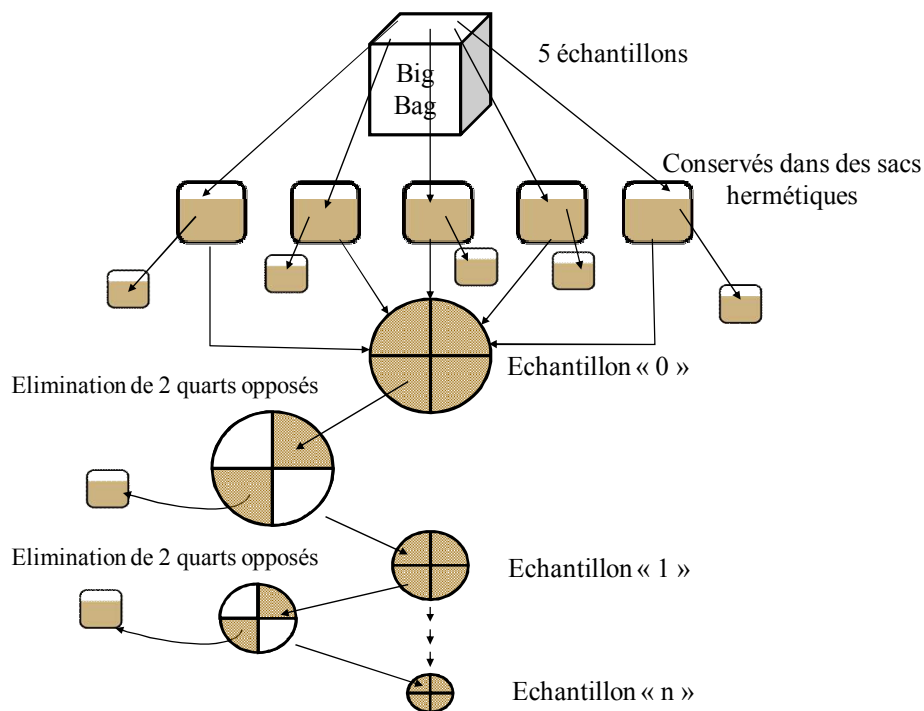 5 échantillons
Big
Bag
Conservés dans des sacs
hermétiques
Echantillon « 0 »
Elimination de 2 quarts opposés
Elimination de 2 quarts opposés
Echantillon « 1 »
Echantillon « n »